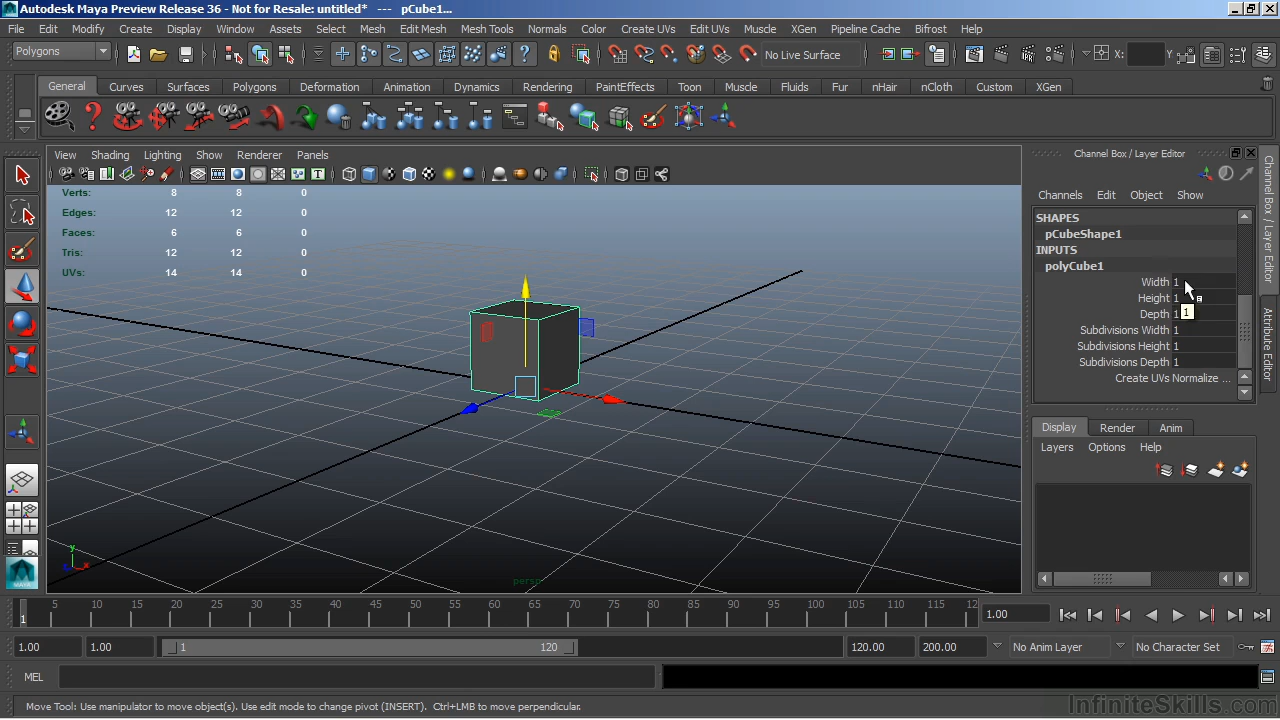 Autodesk Maya Preview Release 36 - Not for Resale: untitled* --- pCube1...
File Edit Modify Create Display Window Assets Select Mesh Edit Mesh Mesh Tools Normals Color Create UVs Edit UVs Muscle XGen Pipeline Cache Bifrost Help
Polygons No Live Surface X: Y:
General Curves Surfaces Polygons Deformation Animation Dynamics Rendering PaintEffects Toon Muscle Fluids Fur nHair nCloth Custom XGen
View Shading Lighting Show Renderer Panels
Channel Box / Layer Editor
Verts: 8 8 0
Edges: 12 12 0
Faces: 6 6 0
Tris: 12 12 0
UVs: 14 14 0
Channels Edit Object Show
SHAPES
pCubeShape1
INPUTS
polyCube1
Width 1
Height 1
Depth 1
1
Subdivisions Width 1
Subdivisions Height 1
Subdivisions Depth 1
Create UVs Normalize ...
Channel Box / Layer Editor
Attribute Editor
Display Render Anim
Layers Options Help
y
x
z
persp
MAYA
1 5 10 15 20 25 30 35 40 45 50 55 60 65 70 75 80 85 90 95 100 105 110 115 12
1.00
1.00 1.00 1 120 120.00 200.00 No Anim Layer No Character Set
MEL
Move Tool: Use manipulator to move object(s). Use edit mode to change pivot (INSERT). Ctrl+LMB to move perpendicular.
InfiniteSkills.com